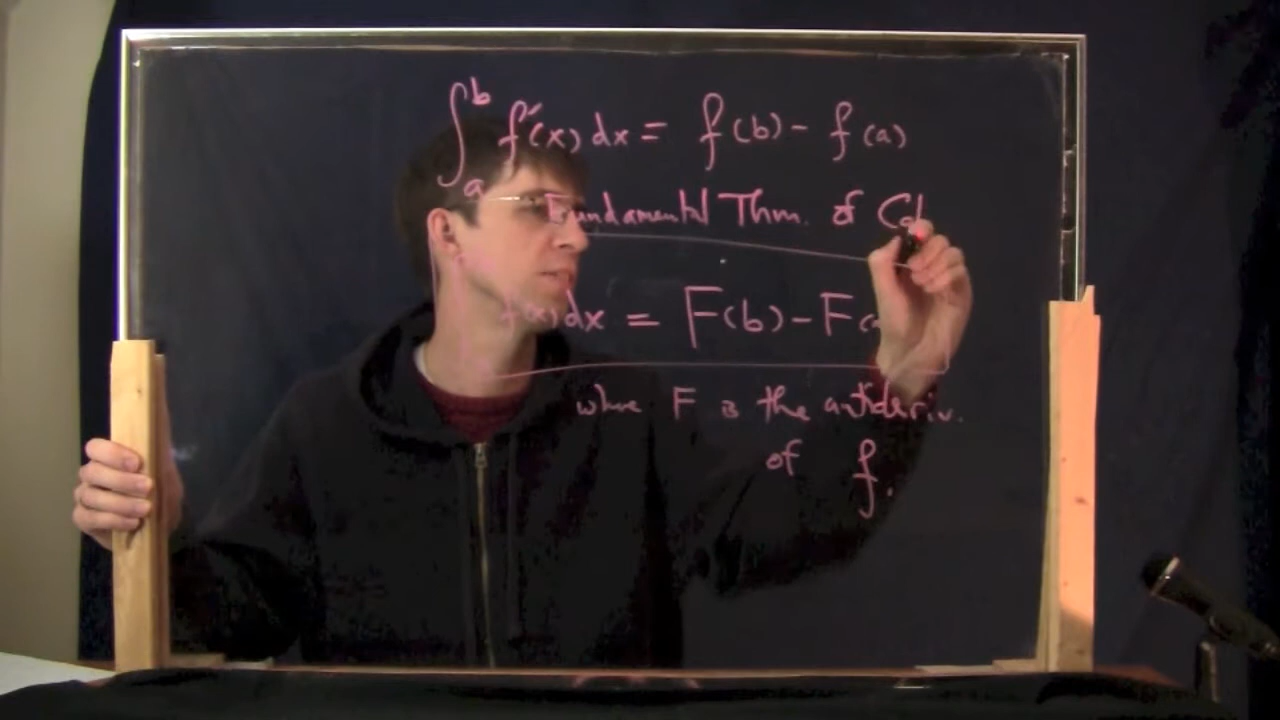 ∫_a^b f'(x) dx = f(b) - f(a)
Fundamental Thm. of Cal
f(x) dx = F(b) - F(a
where F is the antideriv.
of f.